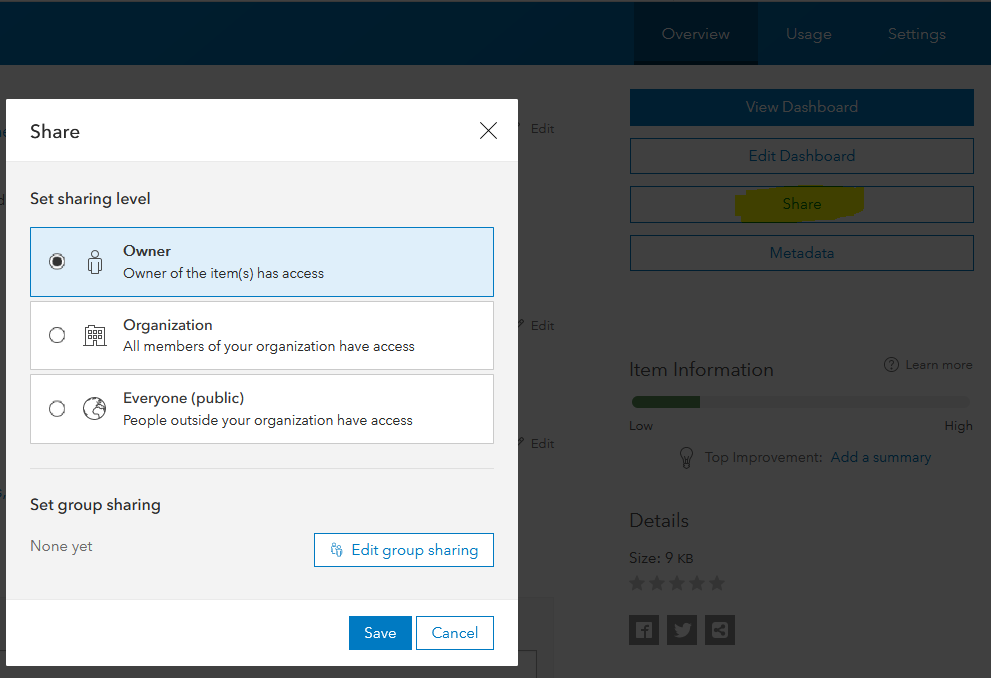 Overview
Usage
Settings
Share
Set sharing level
Owner
Owner of the item(s) has access
Organization
All members of your organization have access
Everyone (public)
People outside your organization have access
Set group sharing
None yet
Edit group sharing
Save
Cancel
Edit
Edit
Edit
View Dashboard
Edit Dashboard
Share
Metadata
Item Information
Learn more
Low
High
Top Improvement: Add a summary
Details
Size: 9 KB